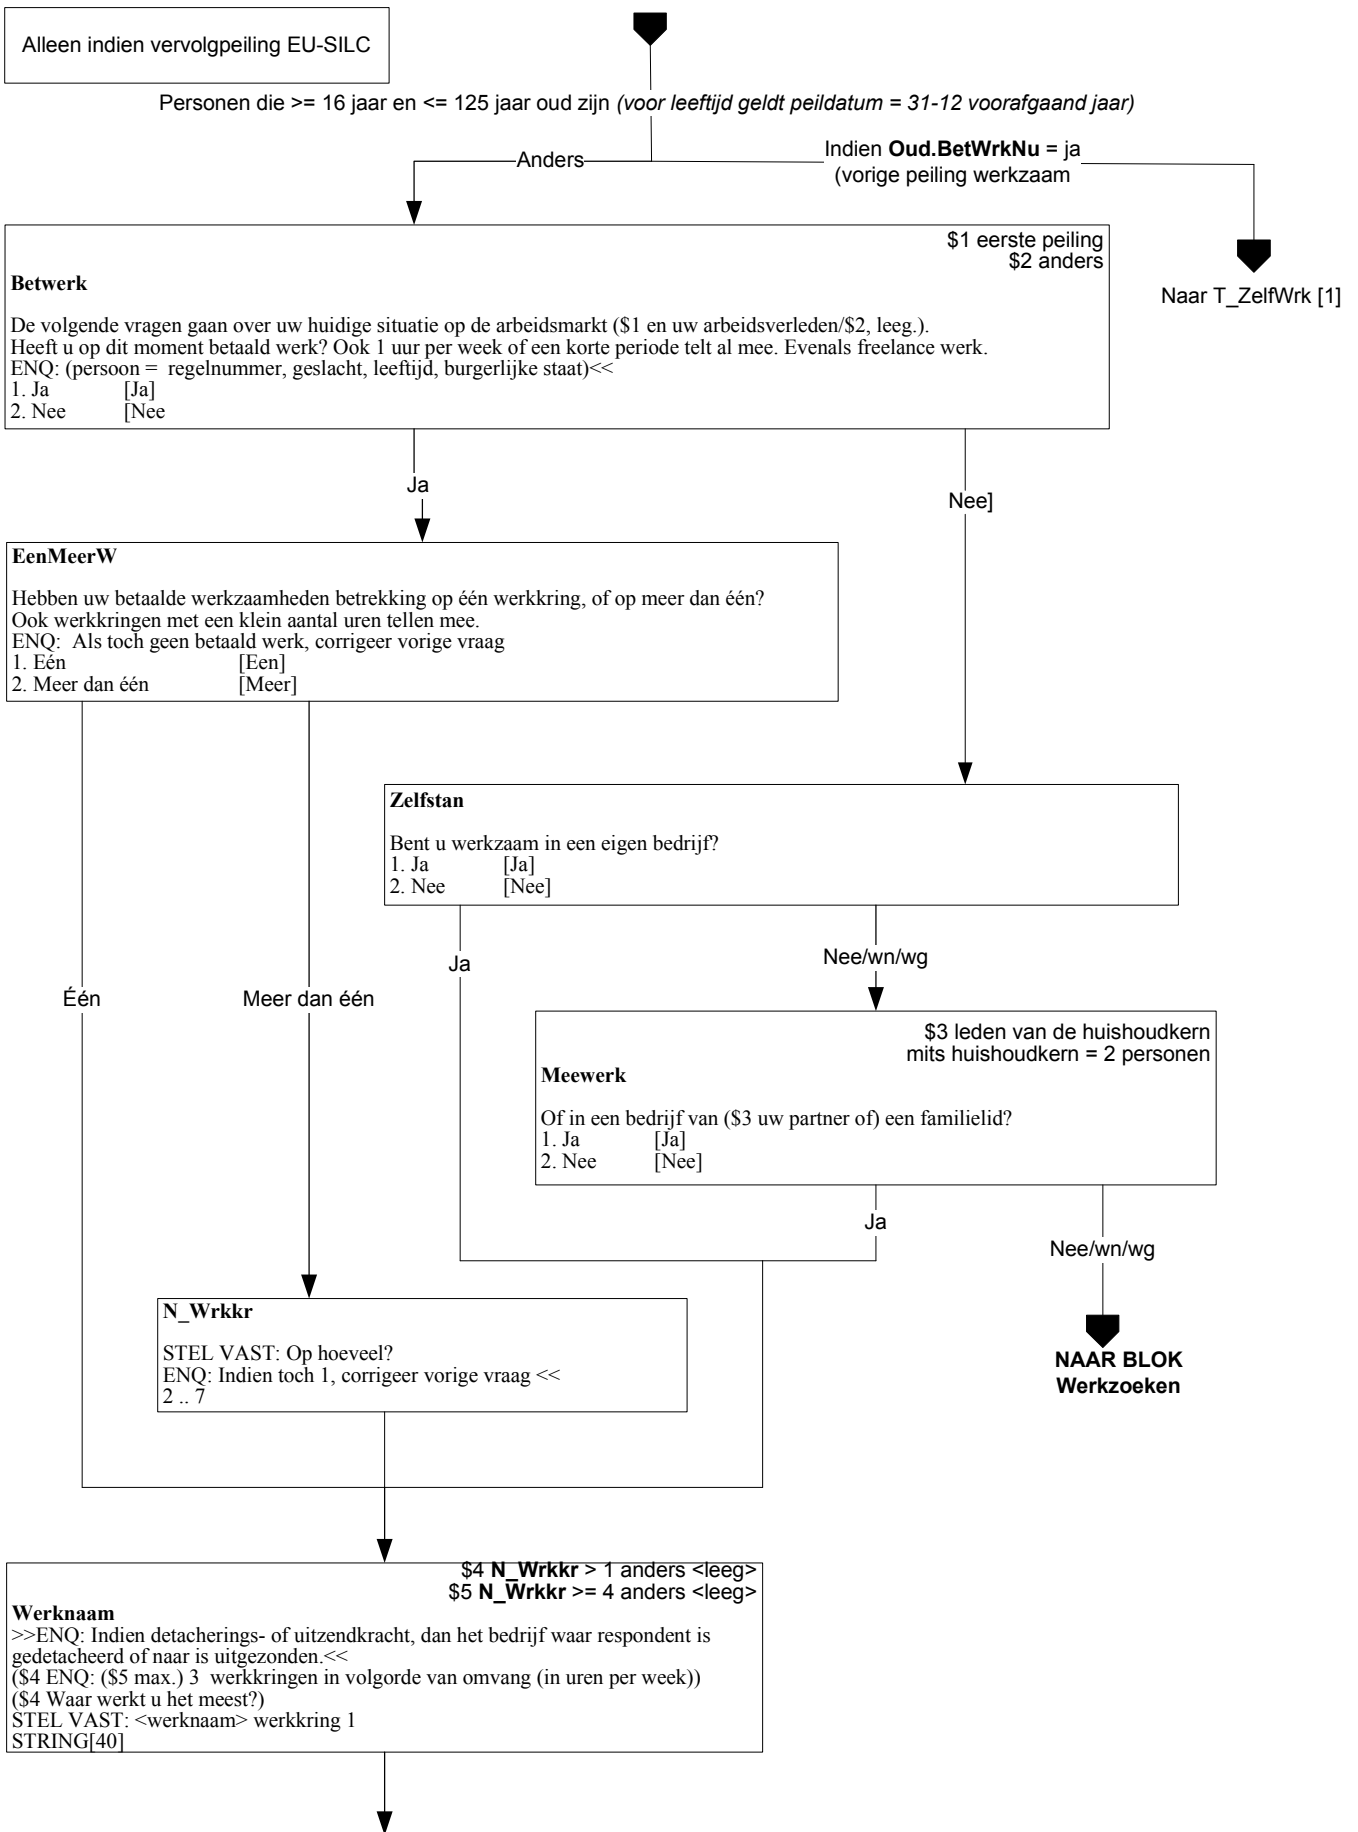 Alleen indien vervolgpeiling EU-SILC
Personen die >= 16 jaar en <= 125 jaar oud zijn (voor leeftijd geldt peildatum = 31-12 voorafgaand jaar)
Anders
Indien Oud.BetWrkNu = ja
(vorige peiling werkzaam
Naar T_ZelfWrk [1]
$1 eerste peiling
$2 anders
Betwerk
De volgende vragen gaan over uw huidige situatie op de arbeidsmarkt ($1 en uw arbeidsverleden/$2, leeg.).
Heeft u op dit moment betaald werk? Ook 1 uur per week of een korte periode telt al mee. Evenals freelance werk.
ENQ: (persoon = regelnummer, geslacht, leeftijd, burgerlijke staat)<<
1. Ja [Ja]
2. Nee [Nee
Ja
Nee]
EenMeerW
Hebben uw betaalde werkzaamheden betrekking op één werkkring, of op meer dan één?
Ook werkkringen met een klein aantal uren tellen mee.
ENQ: Als toch geen betaald werk, corrigeer vorige vraag
1. Eén [Een]
2. Meer dan één [Meer]
Zelfstan
Bent u werkzaam in een eigen bedrijf?
1. Ja [Ja]
2. Nee [Nee]
Ja
Nee/wn/wg
Één
Meer dan één
$3 leden van de huishoudkern
mits huishoudkern = 2 personen
Meewerk
Of in een bedrijf van ($3 uw partner of) een familielid?
1. Ja [Ja]
2. Nee [Nee]
Ja
Nee/wn/wg
NAAR BLOK
Werkzoeken
N_Wrkkr
STEL VAST: Op hoeveel?
ENQ: Indien toch 1, corrigeer vorige vraag <<
2 .. 7
$4 N_Wrkkr > 1 anders <leeg>
$5 N_Wrkkr >= 4 anders <leeg>
Werknaam
>>ENQ: Indien detacherings- of uitzendkracht, dan het bedrijf waar respondent is
gedetacheerd of naar is uitgezonden.<<
($4 ENQ: ($5 max.) 3 werkkringen in volgorde van omvang (in uren per week))
($4 Waar werkt u het meest?)
STEL VAST: <werknaam> werkkring 1
STRING[40]